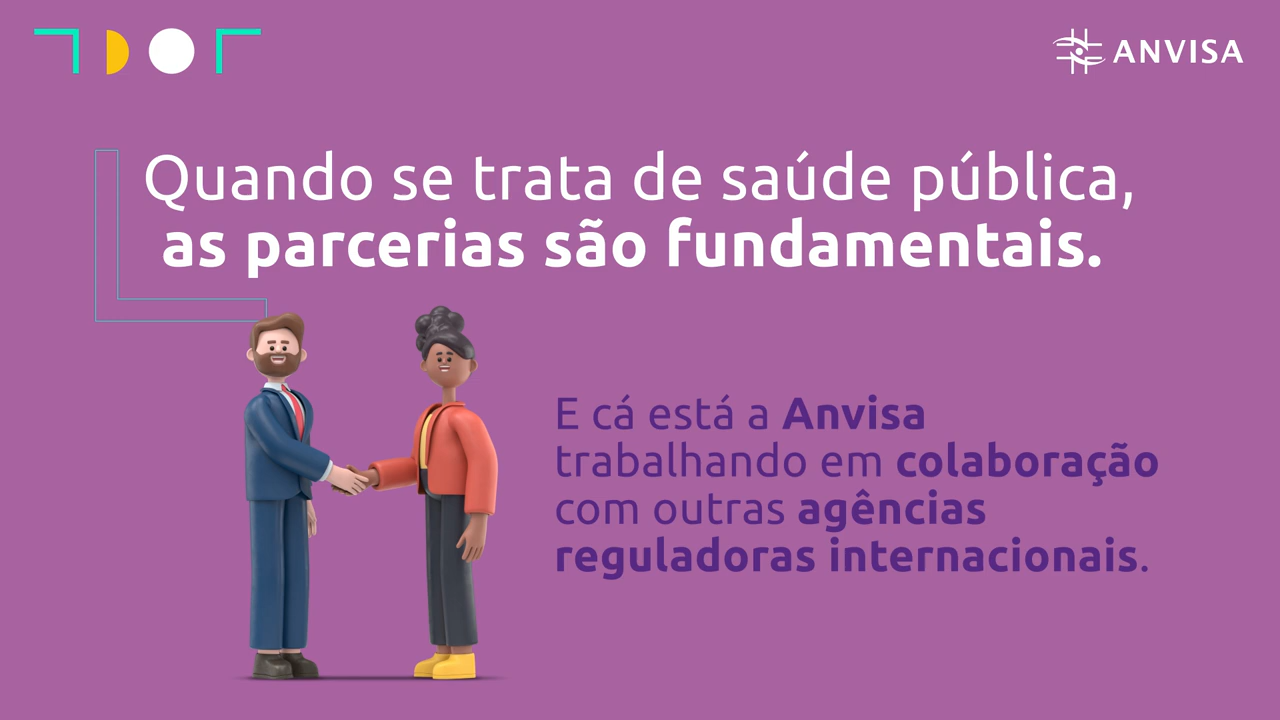 ANVISA
Quando se trata de saúde pública,
as parcerias são fundamentais.
E cá está a Anvisa
trabalhando em colaboração
com outras agências
reguladoras internacionais.